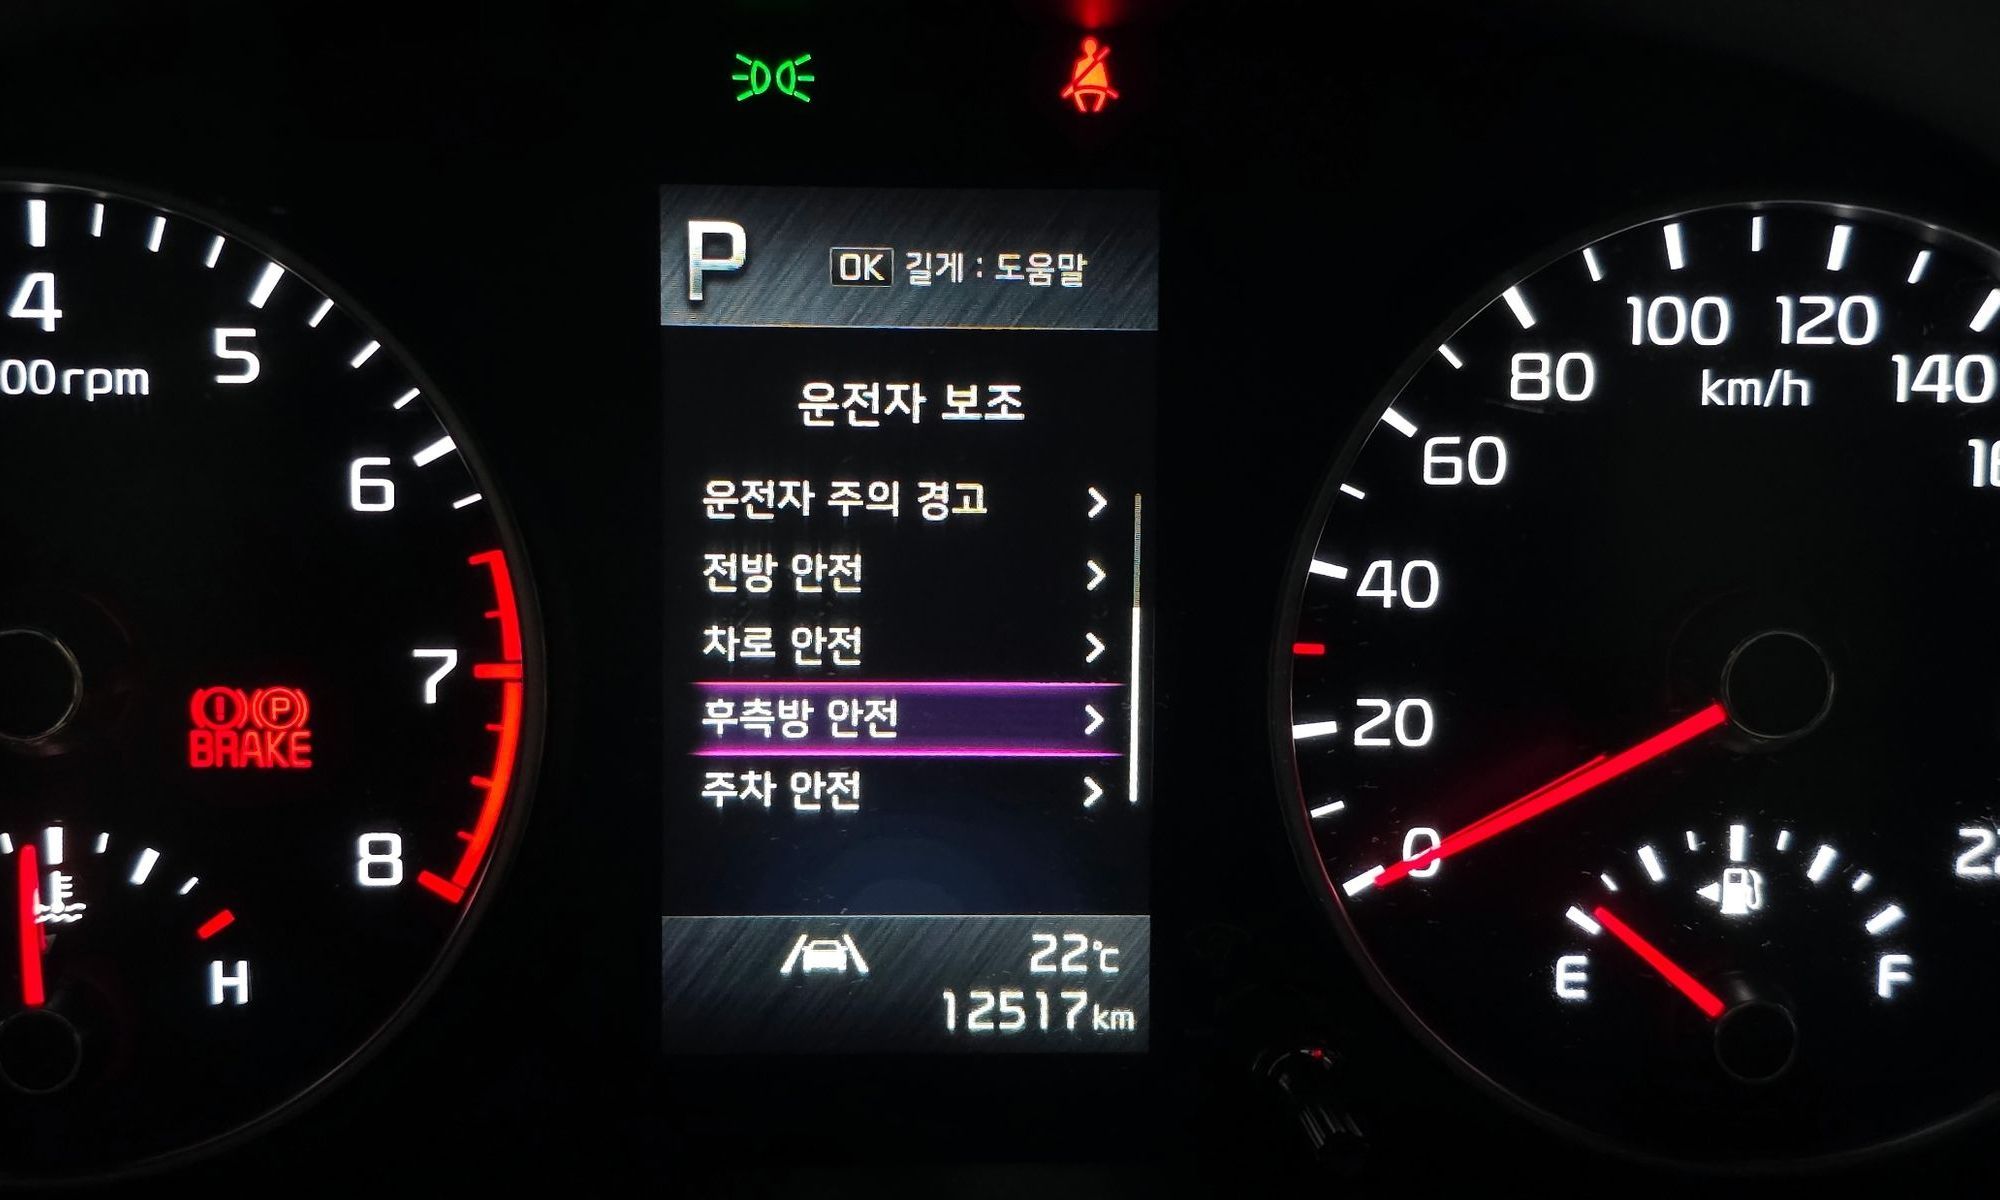 P
OK 길게 : 도움말
운전자 보조
운전자 주의 경고 >
전방 안전 >
차로 안전 >
후측방 안전 >
주차 안전 >
22℃
12517km
4
5
00rpm
6
7
8
BRAKE
P
H
0
20
40
60
80
100
120
140
km/h
E
F